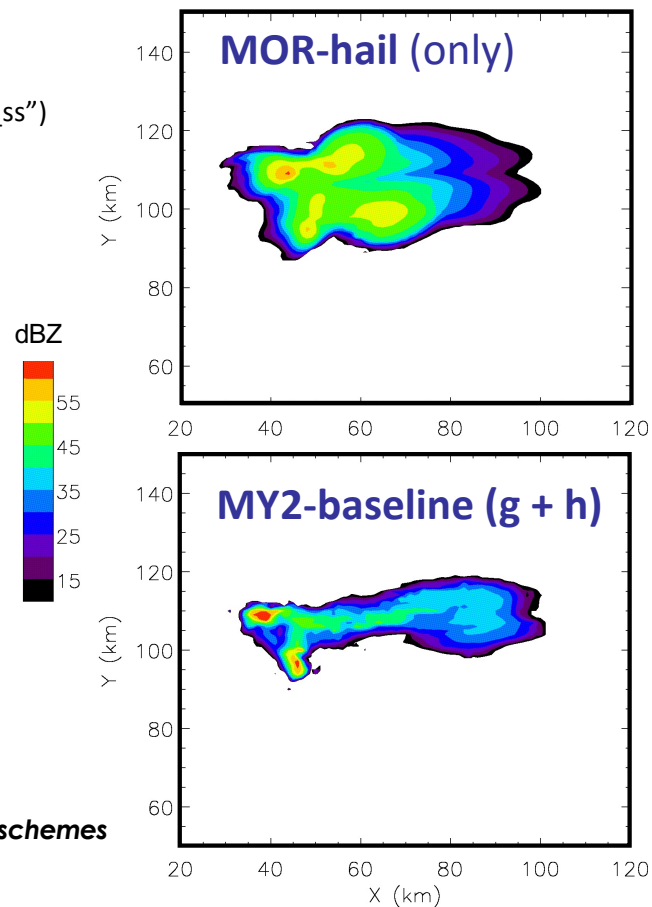 MOR-hail (only)
ss”)
140
120
100
80
60
Y (km)
20 40 60 80 100 120
dBZ
55
45
35
25
15
MY2-baseline (g + h)
140
120
100
80
60
Y (km)
schemes
20 40 60 80 100 120
X (km)